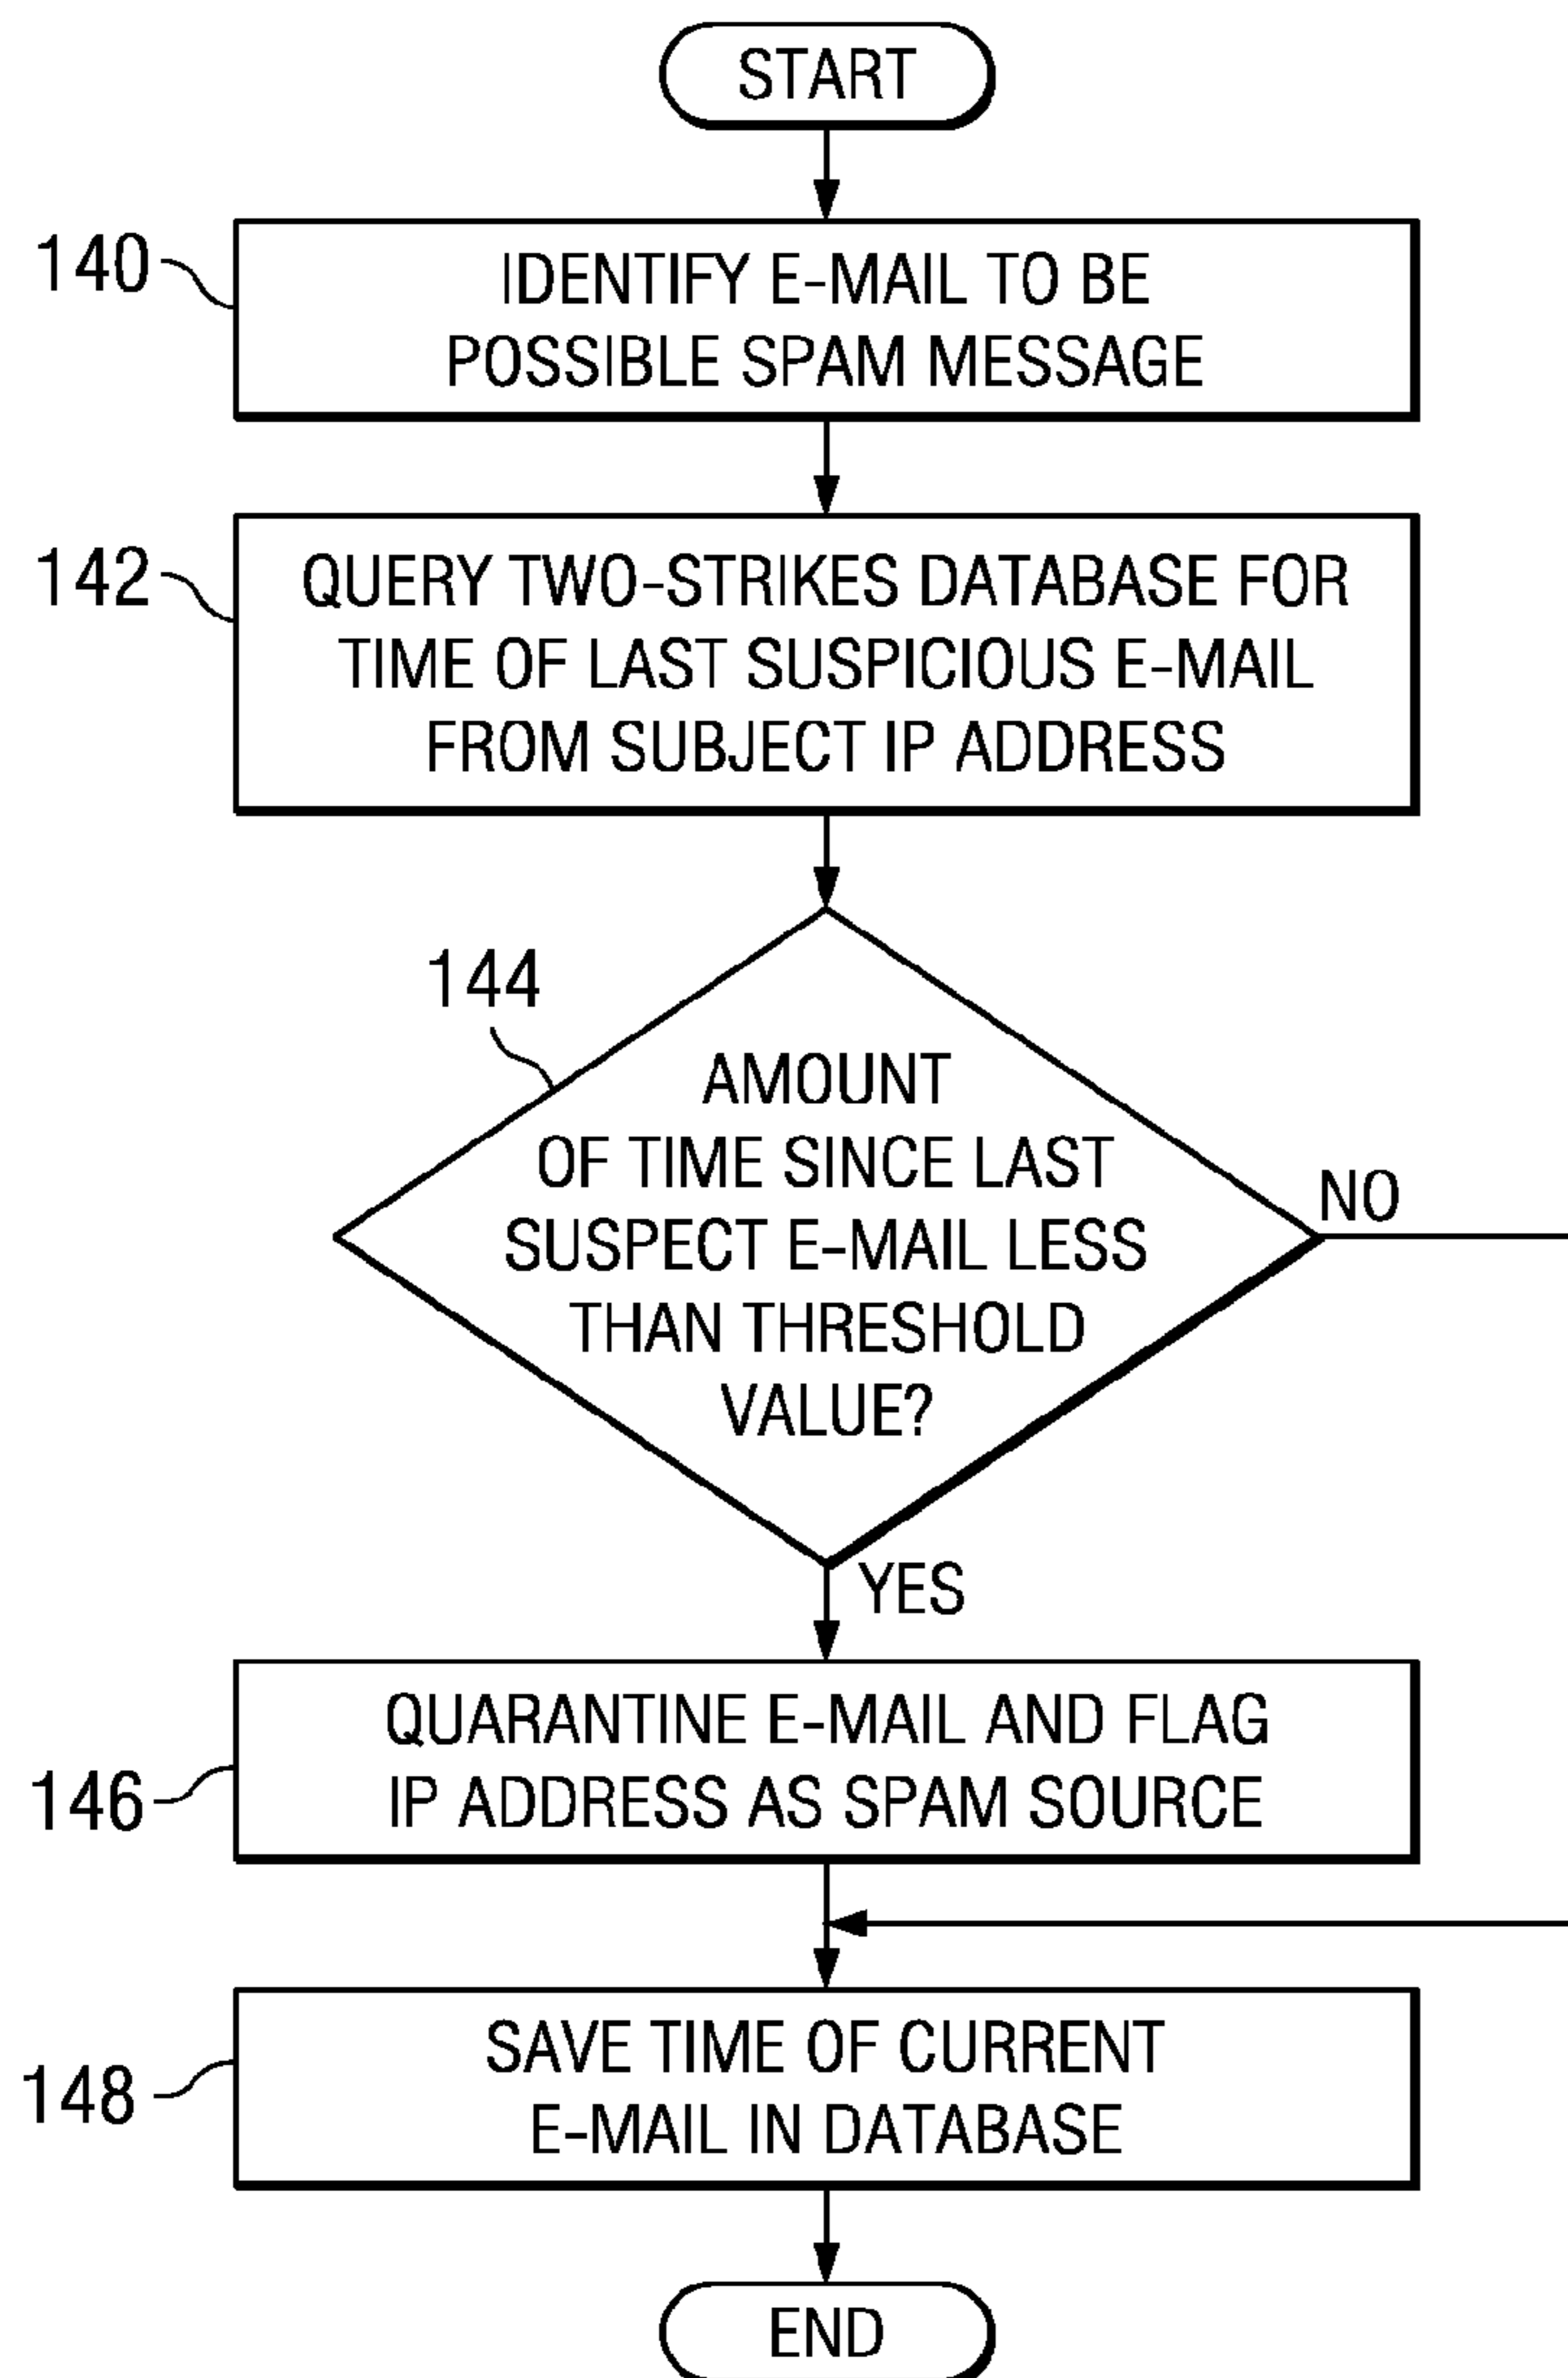 START
140
IDENTIFY E-MAIL TO BE
POSSIBLE SPAM MESSAGE
142
QUERY TWO-STRIKES DATABASE FOR
TIME OF LAST SUSPICIOUS E-MAIL
FROM SUBJECT IP ADDRESS
144
AMOUNT
OF TIME SINCE LAST
SUSPECT E-MAIL LESS
THAN THRESHOLD
VALUE?
NO
YES
QUARANTINE E-MAIL AND FLAG
IP ADDRESS AS SPAM SOURCE
146
SAVE TIME OF CURRENT
E-MAIL IN DATABASE
148
END